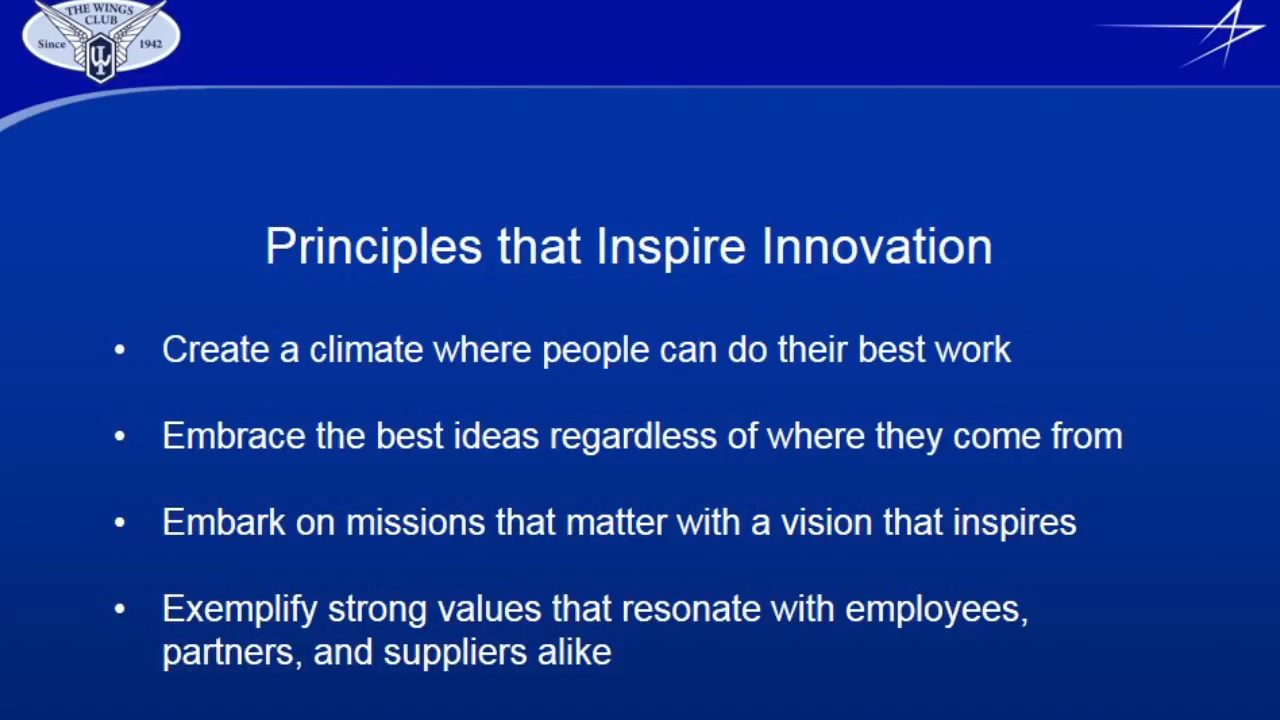 THE WINGS
CLUB
Since 1942
Principles that Inspire Innovation
• Create a climate where people can do their best work
• Embrace the best ideas regardless of where they come from
• Embark on missions that matter with a vision that inspires
• Exemplify strong values that resonate with employees,
partners, and suppliers alike